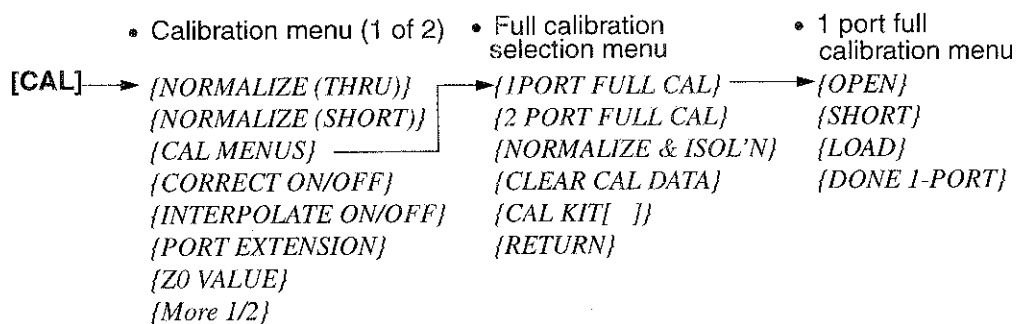 • Calibration menu (1 of 2)
• Full calibration selection menu
• 1 port full calibration menu
[CAL]
{NORMALIZE (THRU)}
{NORMALIZE (SHORT)}
{CAL MENUS}
{CORRECT ON/OFF}
{INTERPOLATE ON/OFF}
{PORT EXTENSION}
{Z0 VALUE}
{More 1/2}
{1PORT FULL CAL}
{2 PORT FULL CAL}
{NORMALIZE & ISOL'N}
{CLEAR CAL DATA}
{CAL KIT[ ]}
{RETURN}
{OPEN}
{SHORT}
{LOAD}
{DONE 1-PORT}